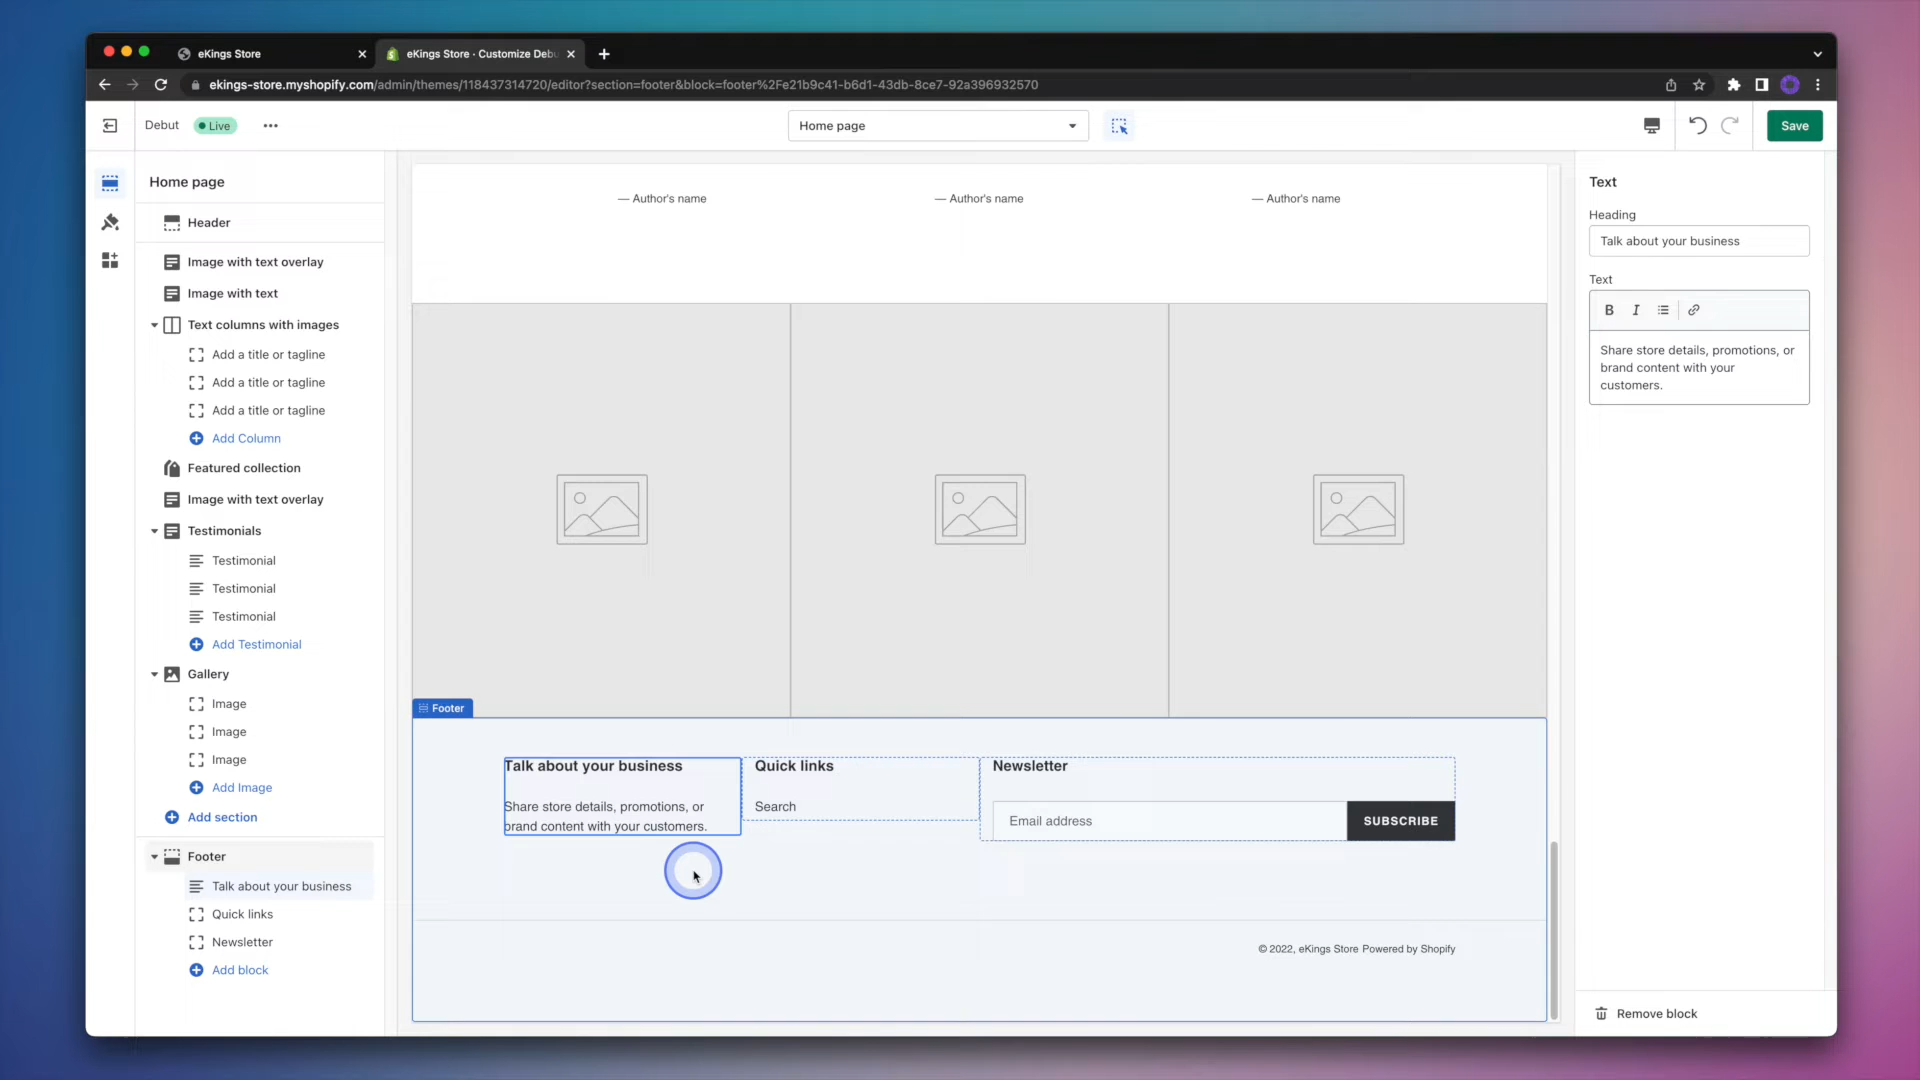 eKings Store
eKings Store · Customize Debu
ekings-store.myshopify.com/admin/themes/118437314720/editor?section=footer&block=footer%2Fe21b9c41-b6d1-43db-8ce7-92a396932570
Debut
Live
Home page
Save
Home page
Header
Image with text overlay
Image with text
Text columns with images
Add a title or tagline
Add a title or tagline
Add a title or tagline
Add Column
Featured collection
Image with text overlay
Testimonials
Testimonial
Testimonial
Testimonial
Add Testimonial
Gallery
Image
Image
Image
Add Image
Add section
Footer
Talk about your business
Quick links
Newsletter
Add block
— Author's name
— Author's name
— Author's name
Footer
Talk about your business
Share store details, promotions, or
brand content with your customers.
Quick links
Search
Newsletter
Email address
SUBSCRIBE
© 2022, eKings Store Powered by Shopify
Text
Heading
Talk about your business
Text
B I
Share store details, promotions, or
brand content with your
customers.
Remove block